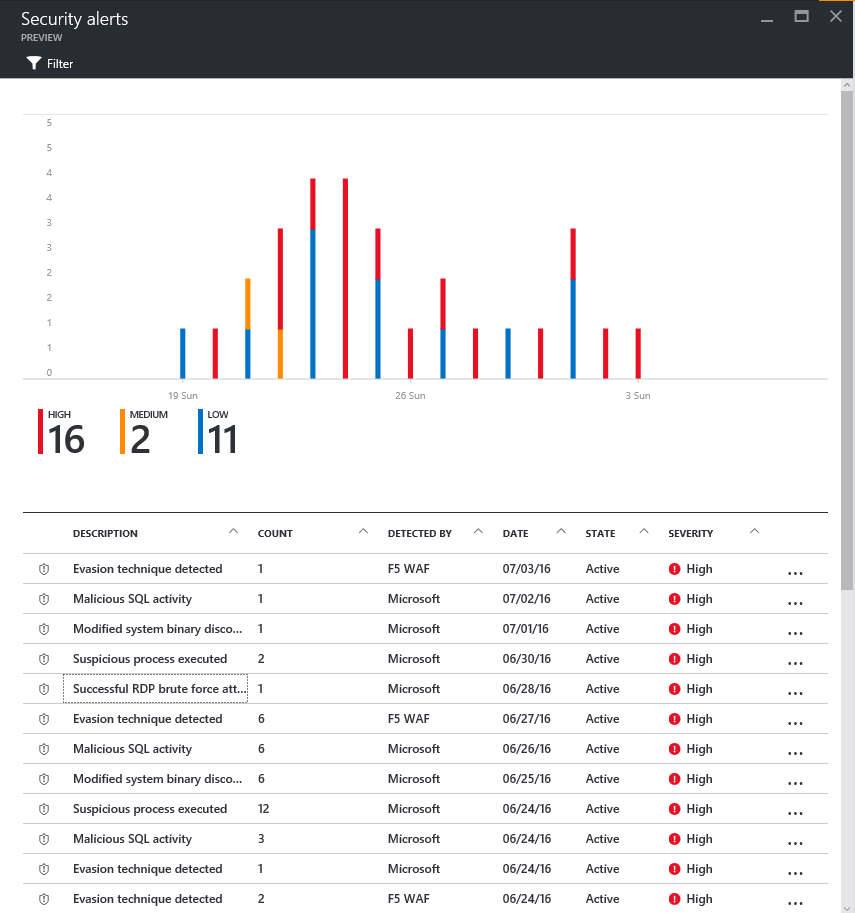 Security alerts
PREVIEW
Filter
5
5
4
4
3
3
2
2
1
1
0
19 Sun 26 Sun 3 Sun
HIGH MEDIUM LOW
16 2 11
DESCRIPTION COUNT DETECTED BY DATE STATE SEVERITY
Evasion technique detected 1 F5 WAF 07/03/16 Active High ...
Malicious SQL activity 1 Microsoft 07/02/16 Active High ...
Modified system binary disco... 1 Microsoft 07/01/16 Active High ...
Suspicious process executed 2 Microsoft 06/30/16 Active High ...
Successful RDP brute force att... 1 Microsoft 06/28/16 Active High ...
Evasion technique detected 6 F5 WAF 06/27/16 Active High ...
Malicious SQL activity 6 Microsoft 06/26/16 Active High ...
Modified system binary disco... 6 Microsoft 06/25/16 Active High ...
Suspicious process executed 12 Microsoft 06/24/16 Active High ...
Malicious SQL activity 3 Microsoft 06/24/16 Active High ...
Evasion technique detected 1 Microsoft 06/24/16 Active High ...
Evasion technique detected 2 F5 WAF 06/24/16 Active High ...